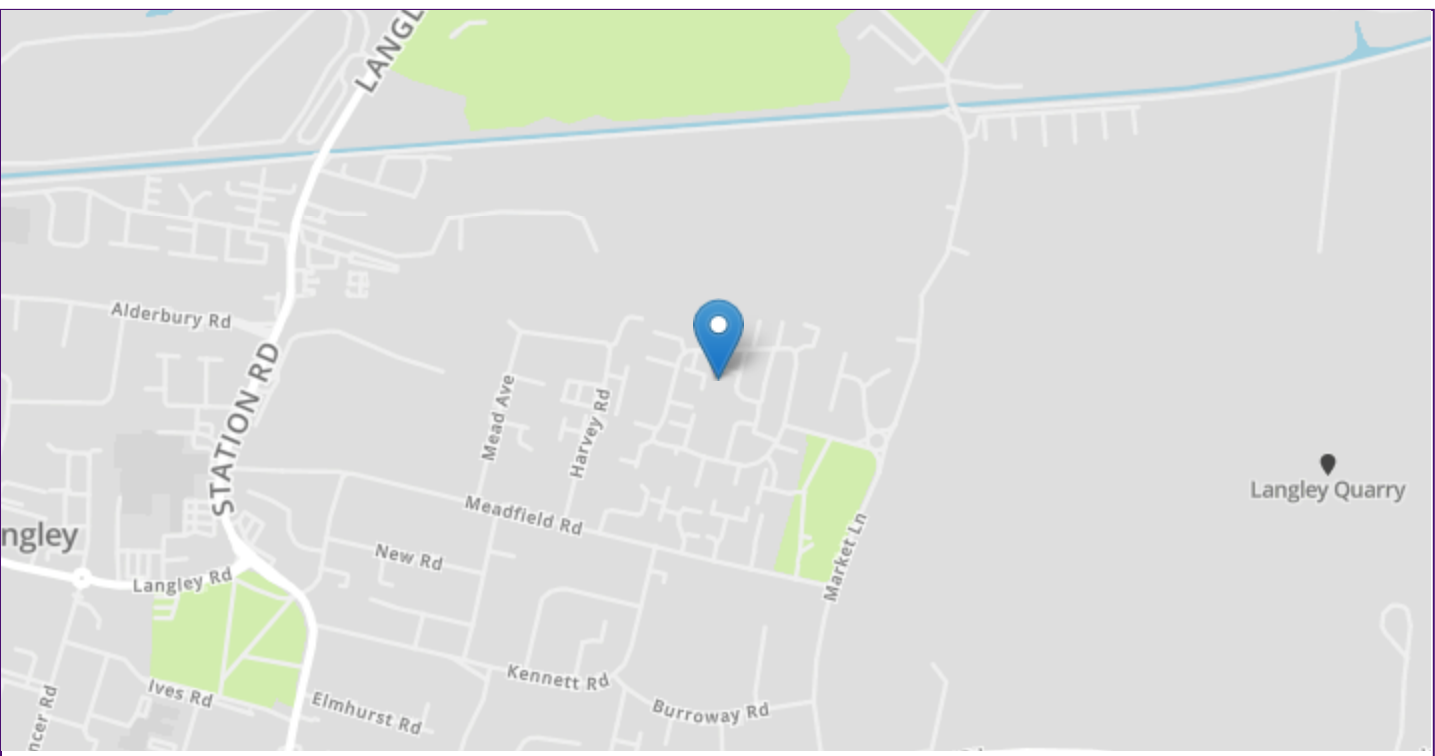 LANGL
Alderbury Rd
STATION RD
Mead Ave
Harvey Rd
Langley Quarry
Meadfield Rd
ngley
New Rd
Market Ln
Langley Rd
Kennett Rd
Ives Rd
Elmhurst Rd
Burroway Rd
ncer Rd